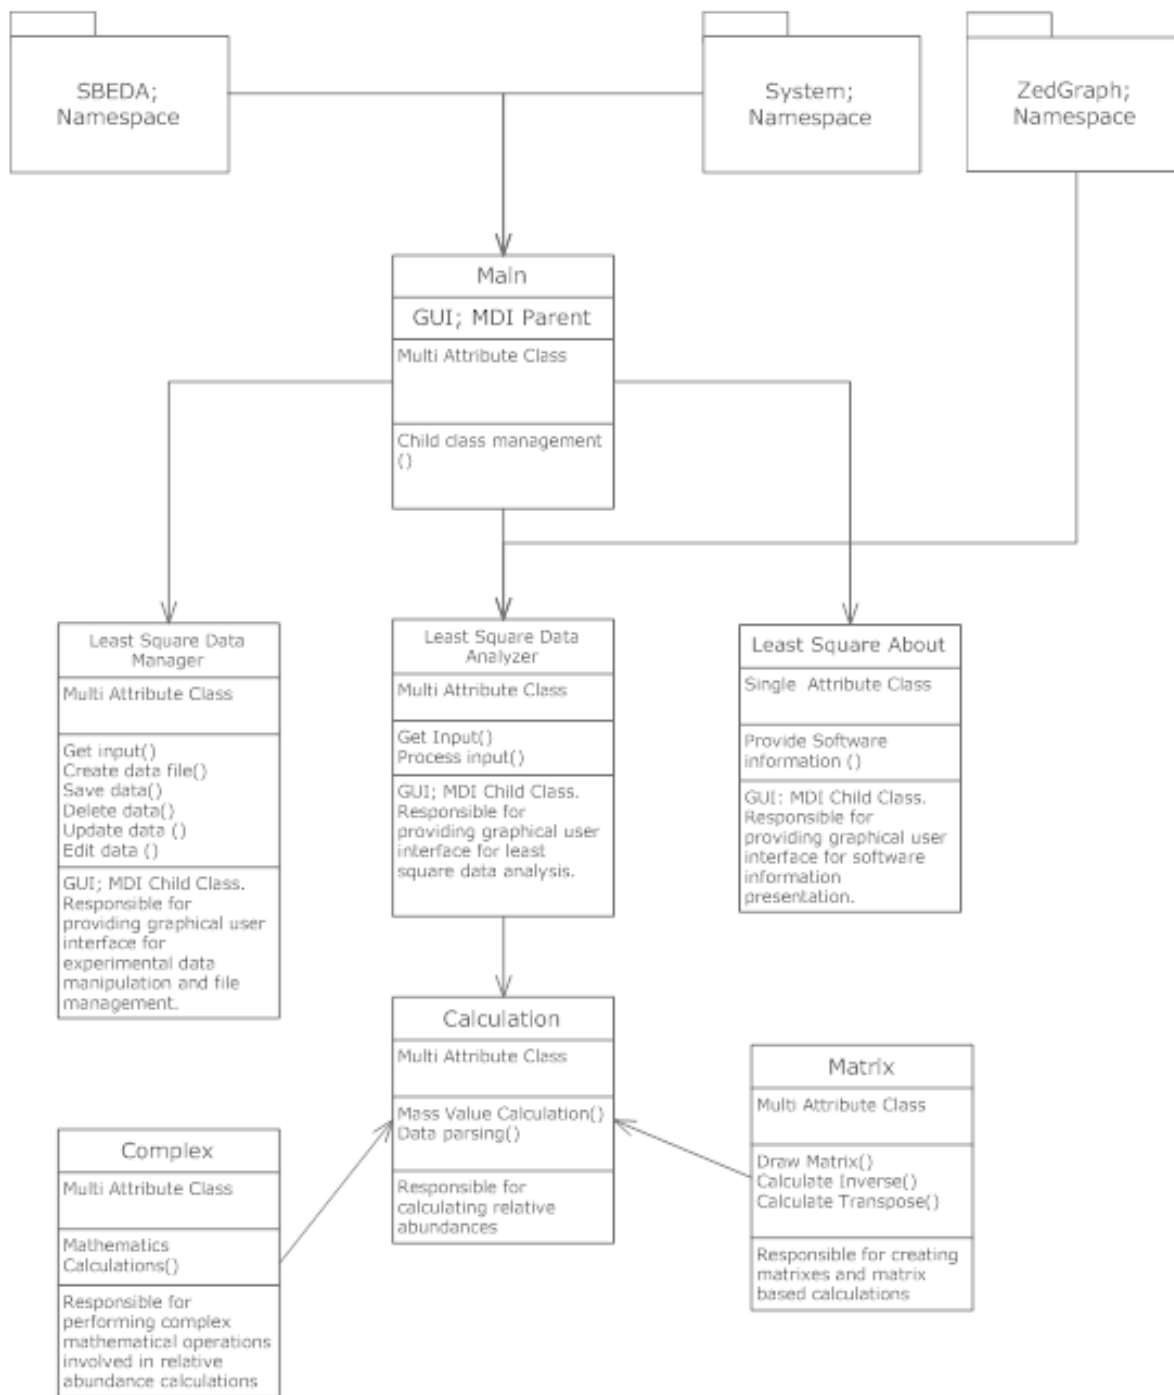 SBEDA;
Namespace
System;
Namespace
ZedGraph;
Namespace
Main
GUI; MDI Parent
Multi Attribute Class
Child class management
()
Least Square Data
Manager
Multi Attribute Class
Get input()
Create data file()
Save data()
Delete data()
Update data ()
Edit data ()
GUI; MDI Child Class.
Responsible for
providing graphical user
interface for
experimental data
manipulation and file
management.
Least Square Data
Analyzer
Multi Attribute Class
Get Input()
Process input()
GUI; MDI Child Class.
Responsible for
providing graphical user
interface for least
square data analysis.
Least Square About
Single  Attribute Class
Provide Software
information ()
GUI: MDI Child Class.
Responsible for
providing graphical user
interface for software
information
presentation.
Calculation
Multi Attribute Class
Mass Value Calculation()
Data parsing()
Responsible for
calculating relative
abundances
Matrix
Multi Attribute Class
Draw Matrix()
Calculate Inverse()
Calculate Transpose()
Responsible for creating
matrixes and matrix
based calculations
Complex
Multi Attribute Class
Mathematics
Calculations()
Responsible for
performing complex
mathematical operations
involved in relative
abundance calculations